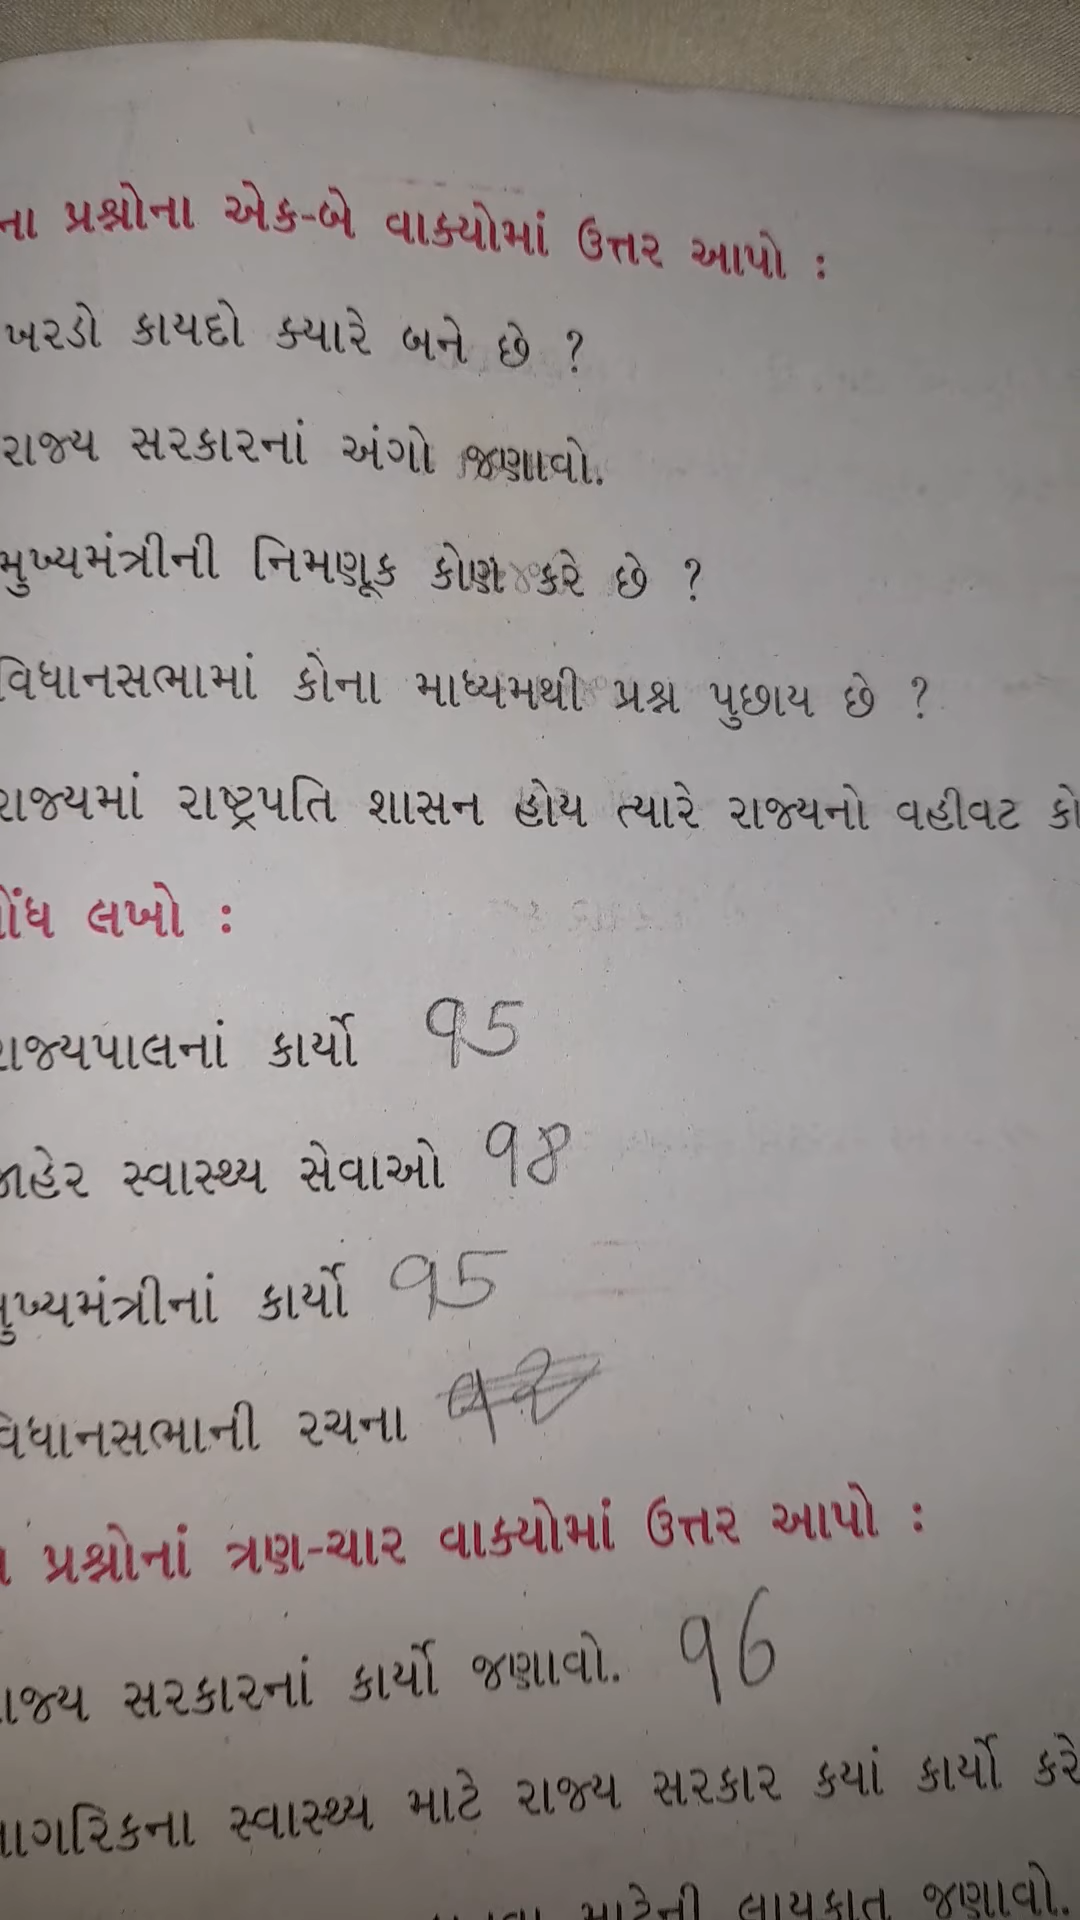 ના પ્રશ્નોના એક-બે વાક્યોમાં ઉત્તર આપો :
ખરડો કાયદો ક્યારે બને છે ?
રાજ્ય સરકારનાં અંગો જણાવો.
મુખ્યમંત્રીની નિમણૂક કોણ કરે છે ?
વિધાનસભામાં કોના માધ્યમથી પ્રશ્ન પુછાય છે ?
રાજ્યમાં રાષ્ટ્રપતિ શાસન હોય ત્યારે રાજ્યનો વહીવટ કો
નોંધ લખો :
રાજ્યપાલનાં કાર્યો 95
જાહેર સ્વાસ્થ્ય સેવાઓ 98
મુખ્યમંત્રીનાં કાર્યો 95
વિધાનસભાની રચના
પ્રશ્નોનાં ત્રણ-ચાર વાક્યોમાં ઉત્તર આપો :
રાજ્ય સરકારનાં કાર્યો જણાવો. 96
નાગરિકના સ્વાસ્થ્ય માટે રાજ્ય સરકાર કયાં કાર્યો કરે
માટેની લાયકાત જણાવો.